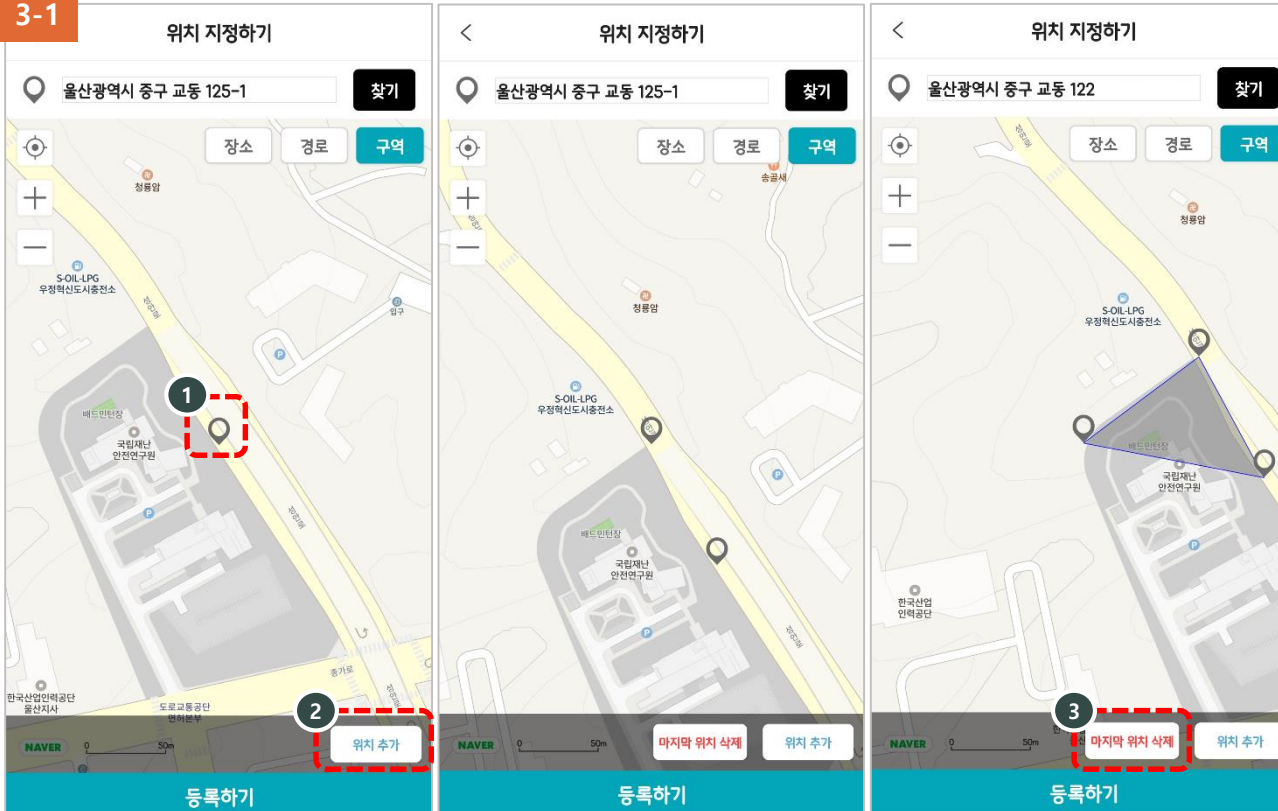 3-1
위치 지정하기
울산광역시 중구 교동 125-1
찾기
장소
경로
구역
청룡암
S-OIL-LPG
우정혁신도시충전소
입구
P
1
배드민턴장
국립재난
안전연구원
P
종가로
한국산업인력공단
울산지사
도로교통공단
면허본부
2
NAVER
0
50m
위치 추가
등록하기
위치 지정하기
울산광역시 중구 교동 125-1
찾기
장소
경로
구역
송골새
청룡암
S-OIL-LPG
우정혁신도시충전소
P
배드민턴장
국립재난
안전연구원
P
NAVER
0
50m
마지막 위치 삭제
위치 추가
등록하기
위치 지정하기
울산광역시 중구 교동 122
찾기
장소
경로
구역
청룡암
S-OIL-LPG
우정혁신도시충전소
배드민턴장
국립재난
안전연구원
P
한국산업
인력공단
3
NAVER
0
50m
마지막 위치 삭제
위치 추가
등록하기